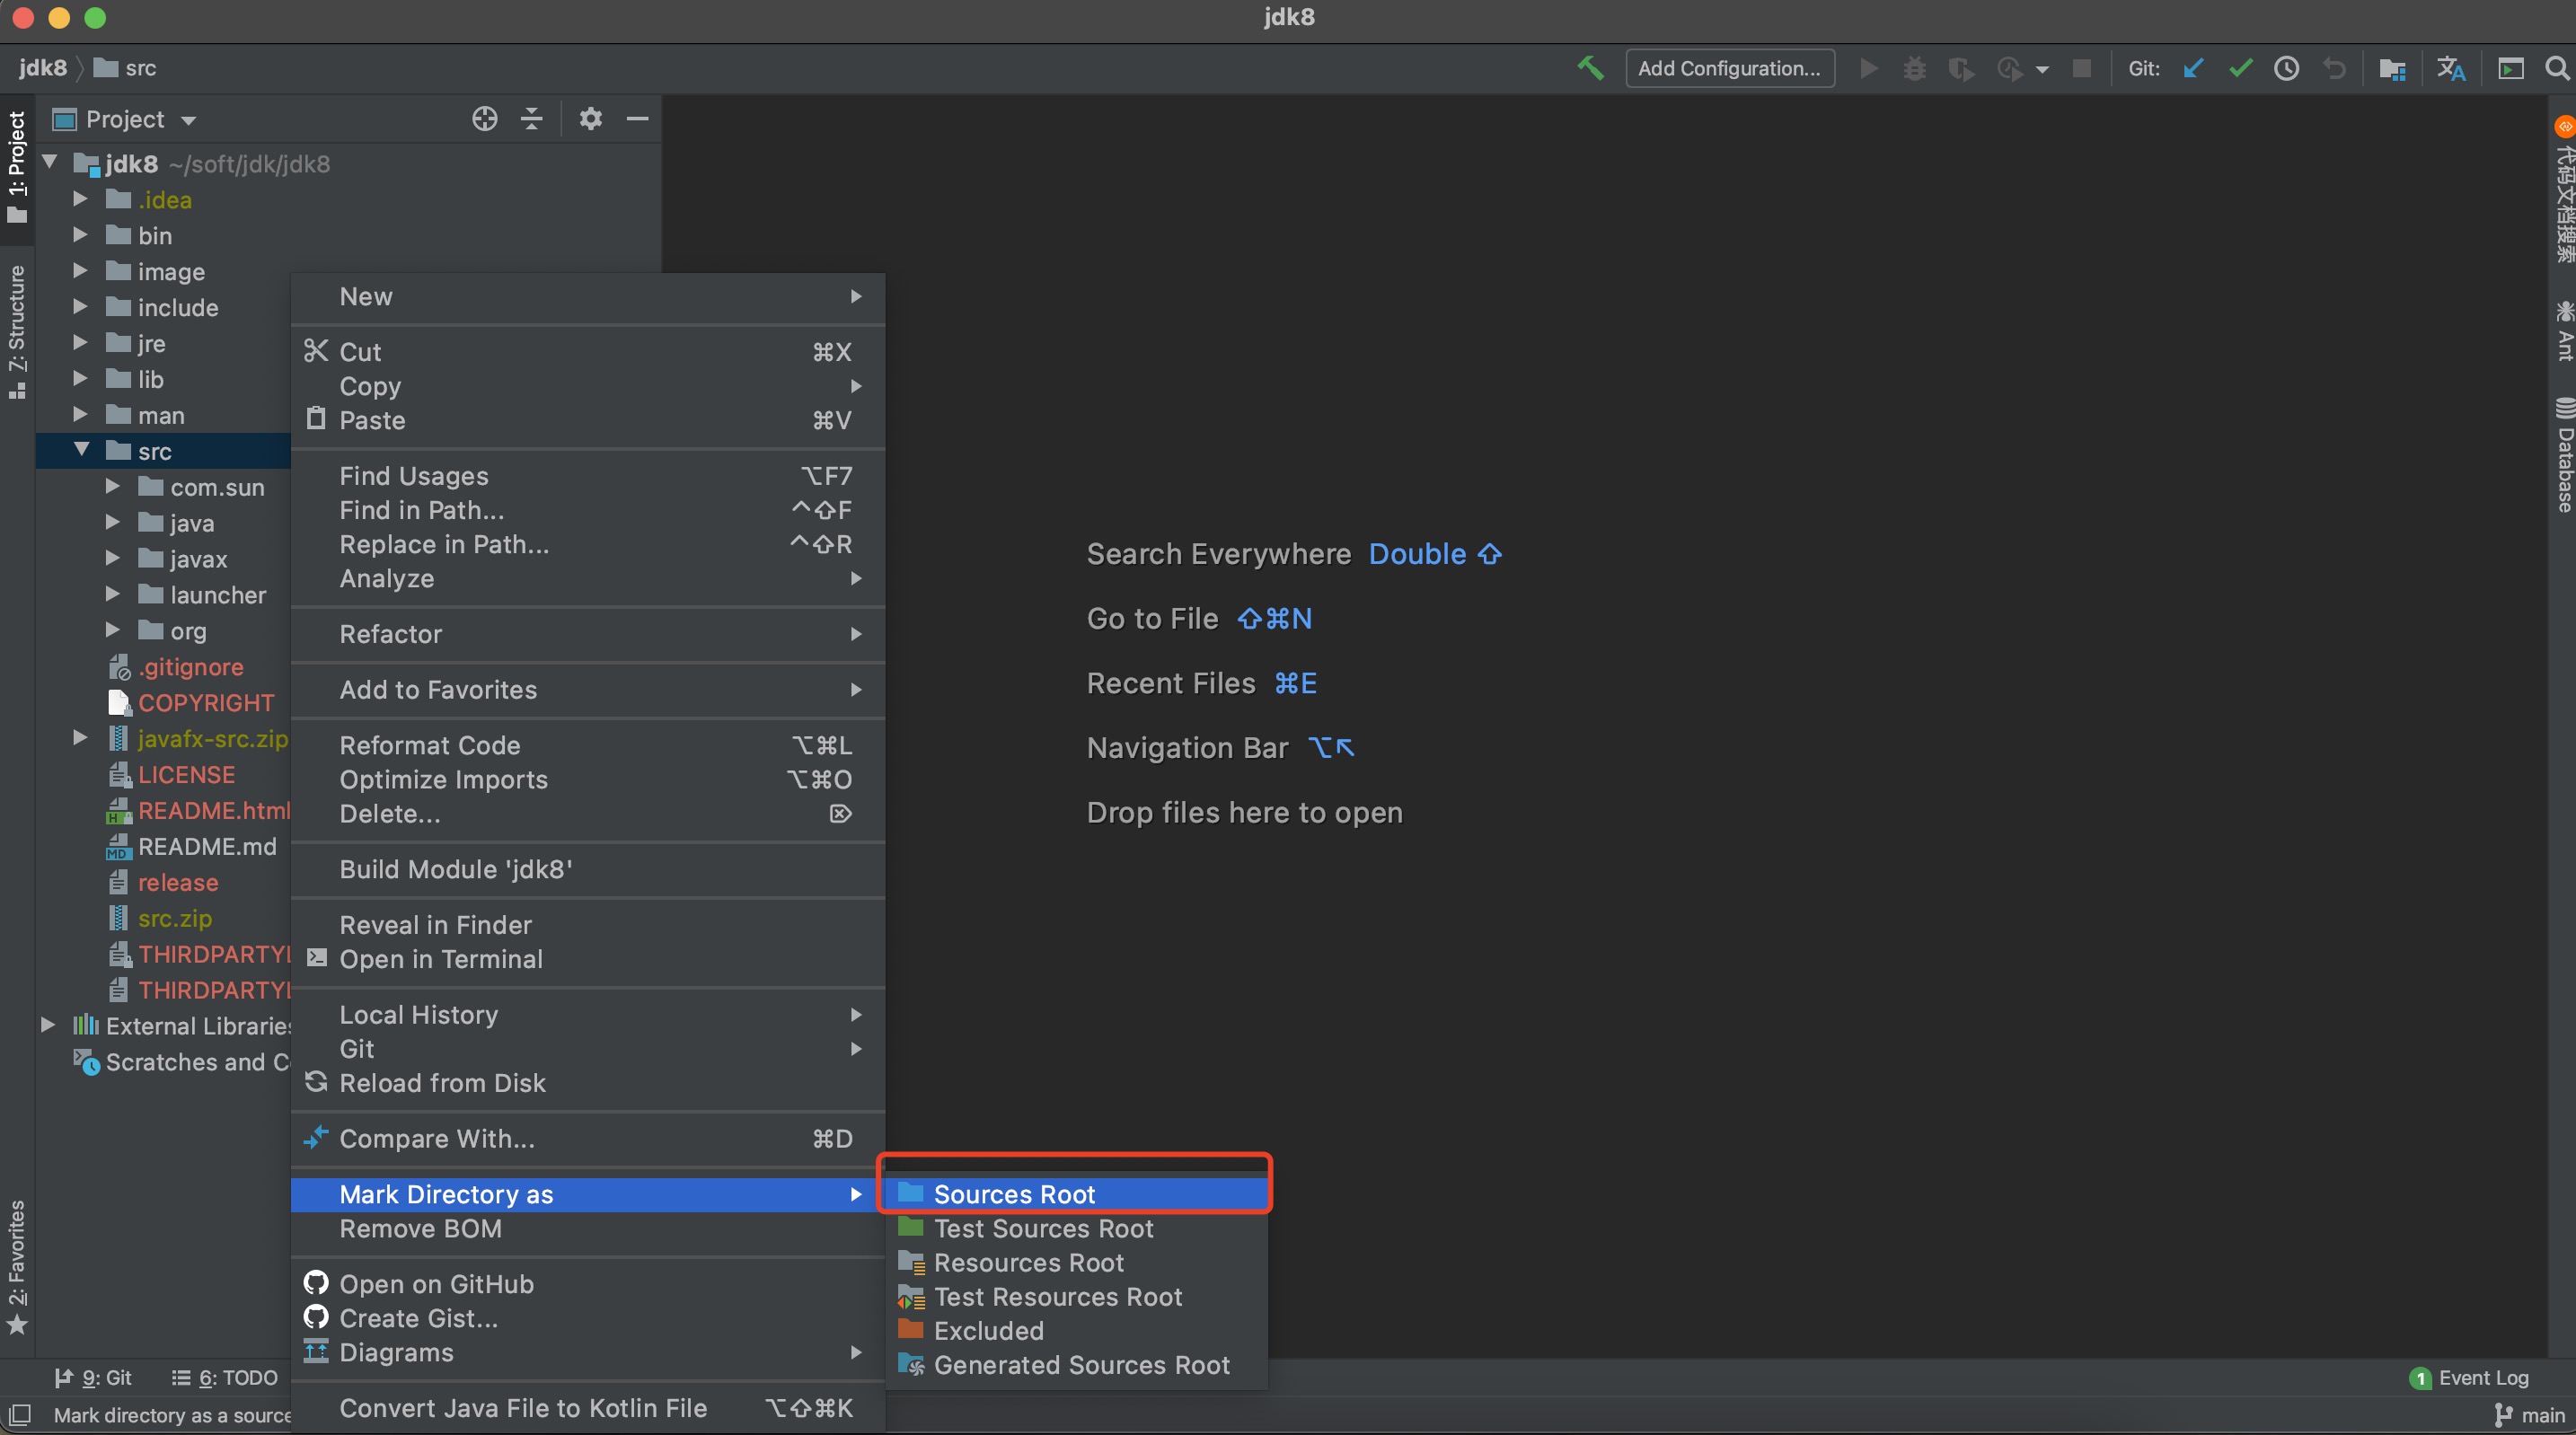 jdk8
jdk8
src
Add Configuration...
Git:
Project
1: Project
Z: Structure
2: Favorites
jdk8 ~/soft/jdk/jdk8
.idea
bin
image
include
jre
lib
man
src
com.sun
java
javax
launcher
org
.gitignore
COPYRIGHT
javafx-src.zip
LICENSE
README.html
README.md
MD
H
release
src.zip
THIRDPARTYL
THIRDPARTYL
External Libraries
Scratches and C
New
Cut ⌘X
Copy
Paste ⌘V
Find Usages ⌥F7
Find in Path... ^⇧F
Replace in Path... ^⇧R
Analyze
Refactor
Add to Favorites
Reformat Code ⌥⌘L
Optimize Imports ⌥⌘O
Delete... ⌦
Build Module 'jdk8'
Reveal in Finder
Open in Terminal
Local History
Git
Reload from Disk
Compare With... ⌘D
Mark Directory as
Remove BOM
Open on GitHub
Create Gist...
Diagrams
Convert Java File to Kotlin File ⌥⇧⌘K
Sources Root
Test Sources Root
Resources Root
Test Resources Root
Excluded
Generated Sources Root
Search Everywhere Double ⇧
Go to File ⇧⌘N
Recent Files ⌘E
Navigation Bar ⌥↖
Drop files here to open
代码文档搜索
Ant
Database
9: Git
6: TODO
1 Event Log
Mark directory as a source
main